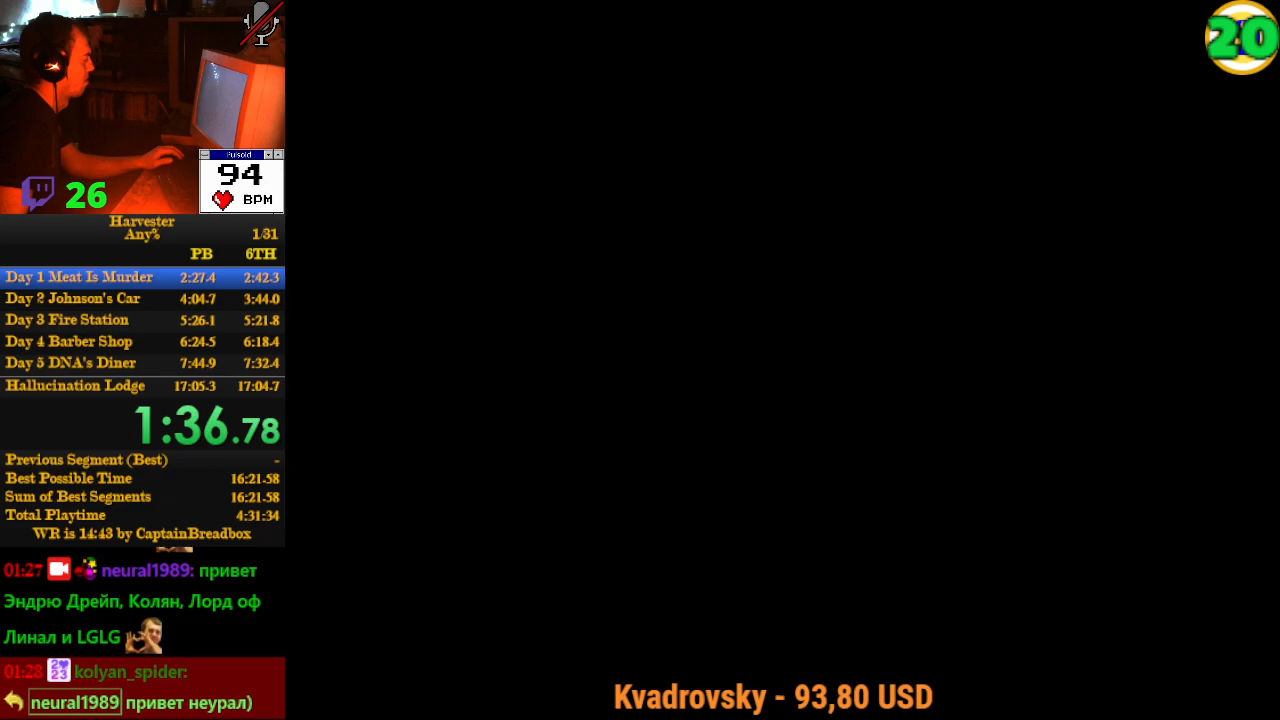 20
Pulsoid
94
BPM
26
Harvester
Any% 1/31
PB 6TH
Day 1 Meat Is Murder 2:27.4 2:42.3
Day 2 Johnson's Car 4:04.7 3:44.0
Day 3 Fire Station 5:26.1 5:21.8
Day 4 Barber Shop 6:24.5 6:18.4
Day 5 DNA's Diner 7:44.9 7:32.4
Hallucination Lodge 17:05.3 17:04.7
1:36.78
Previous Segment (Best) -
Best Possible Time 16:21.58
Sum of Best Segments 16:21.58
Total Playtime 4:31:34
WR is 14:43 by CaptainBreadbox
01:27 neural1989: привет
Эндрю Дрейп, Колян, Лорд оф
Линал и LGLG
01:28 2023 kolyan_spider:
neural1989 привет неурал)
Kvadrovsky - 93,80 USD